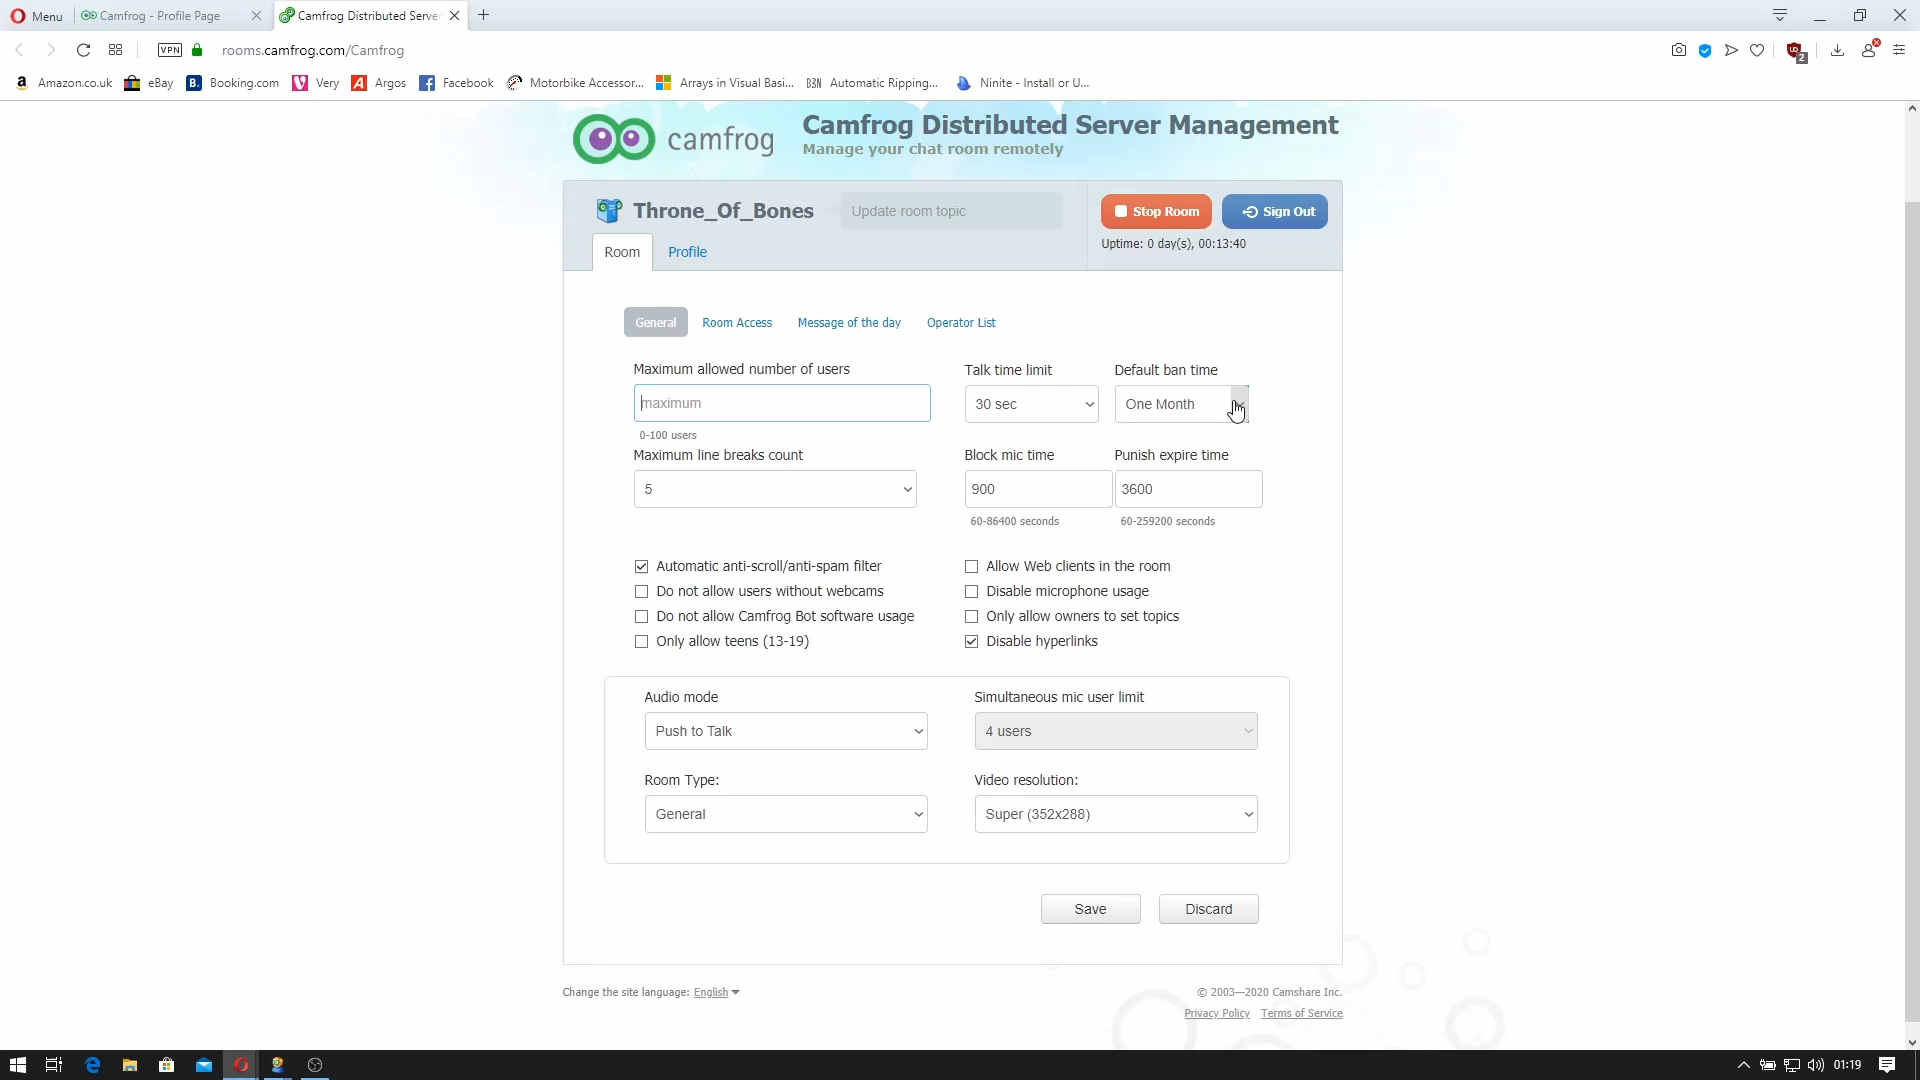 Menu
Camfrog - Profile Page
Camfrog Distributed Server
VPN
rooms.camfrog.com/Camfrog
2
Amazon.co.uk
eBay
Booking.com
Very
Argos
Facebook
Motorbike Accessor...
Arrays in Visual Basi...
Automatic Ripping...
Ninite - Install or U...
camfrog
Camfrog Distributed Server Management
Manage your chat room remotely
Throne_Of_Bones
Update room topic
Stop Room
Sign Out
Uptime: 0 day(s), 00:13:40
Room
Profile
General
Room Access
Message of the day
Operator List
Maximum allowed number of users
Talk time limit
Default ban time
maximum
30 sec
One Month
0-100 users
Maximum line breaks count
Block mic time
Punish expire time
5
900
3600
60-86400 seconds
60-259200 seconds
Automatic anti-scroll/anti-spam filter
Allow Web clients in the room
Do not allow users without webcams
Disable microphone usage
Do not allow Camfrog Bot software usage
Only allow owners to set topics
Only allow teens (13-19)
Disable hyperlinks
Audio mode
Simultaneous mic user limit
Push to Talk
4 users
Room Type:
Video resolution:
General
Super (352x288)
Save
Discard
Change the site language: English
© 2003—2020 Camshare Inc.
Privacy Policy
Terms of Service
01:19